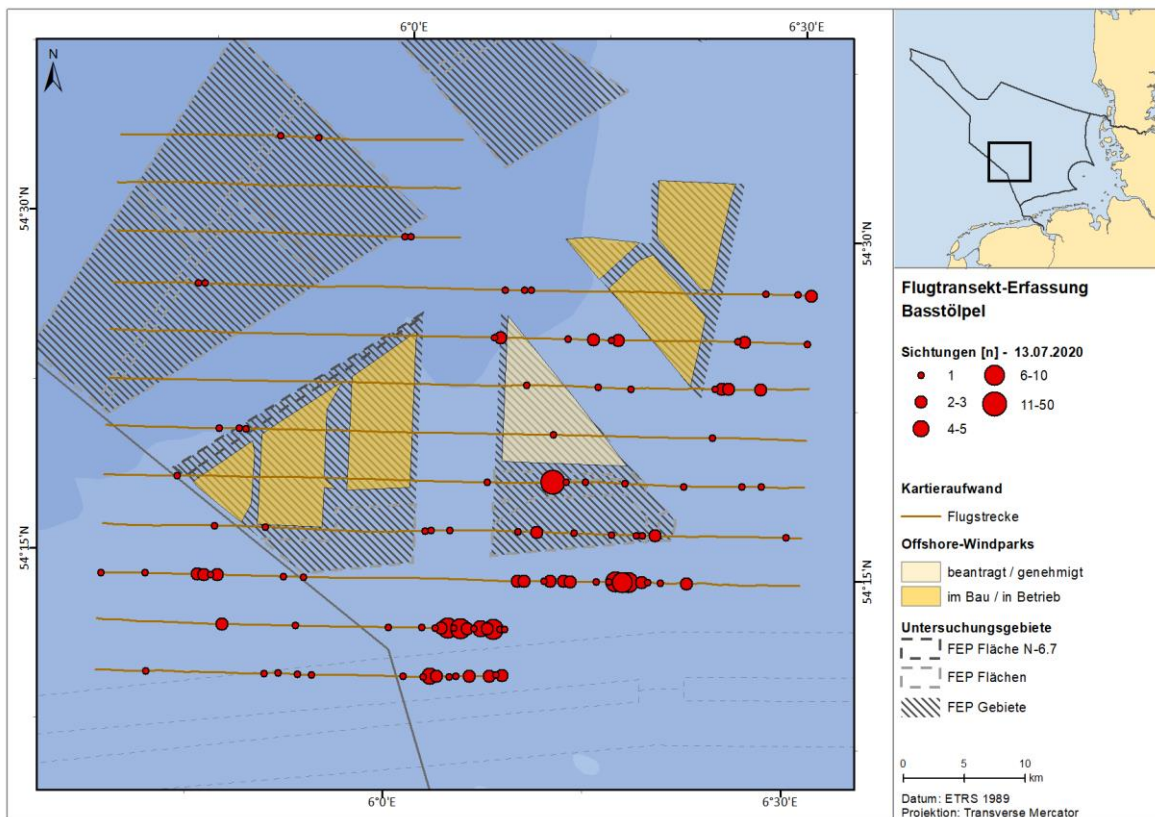 6°0'E
6°30'E
N
54°30'N
54°30'N
54°15'N
54°15'N
6°0'E
6°30'E
Flugtransekt-Erfassung
Basstölpel
Sichtungen [n] - 13.07.2020
1
6-10
2-3
11-50
4-5
Kartieraufwand
Flugstrecke
Offshore-Windparks
beantragt / genehmigt
im Bau / in Betrieb
Untersuchungsgebiete
FEP Fläche N-6.7
FEP Flächen
FEP Gebiete
0 5 10
km
Datum: ETRS 1989
Projektion: Transverse Mercator